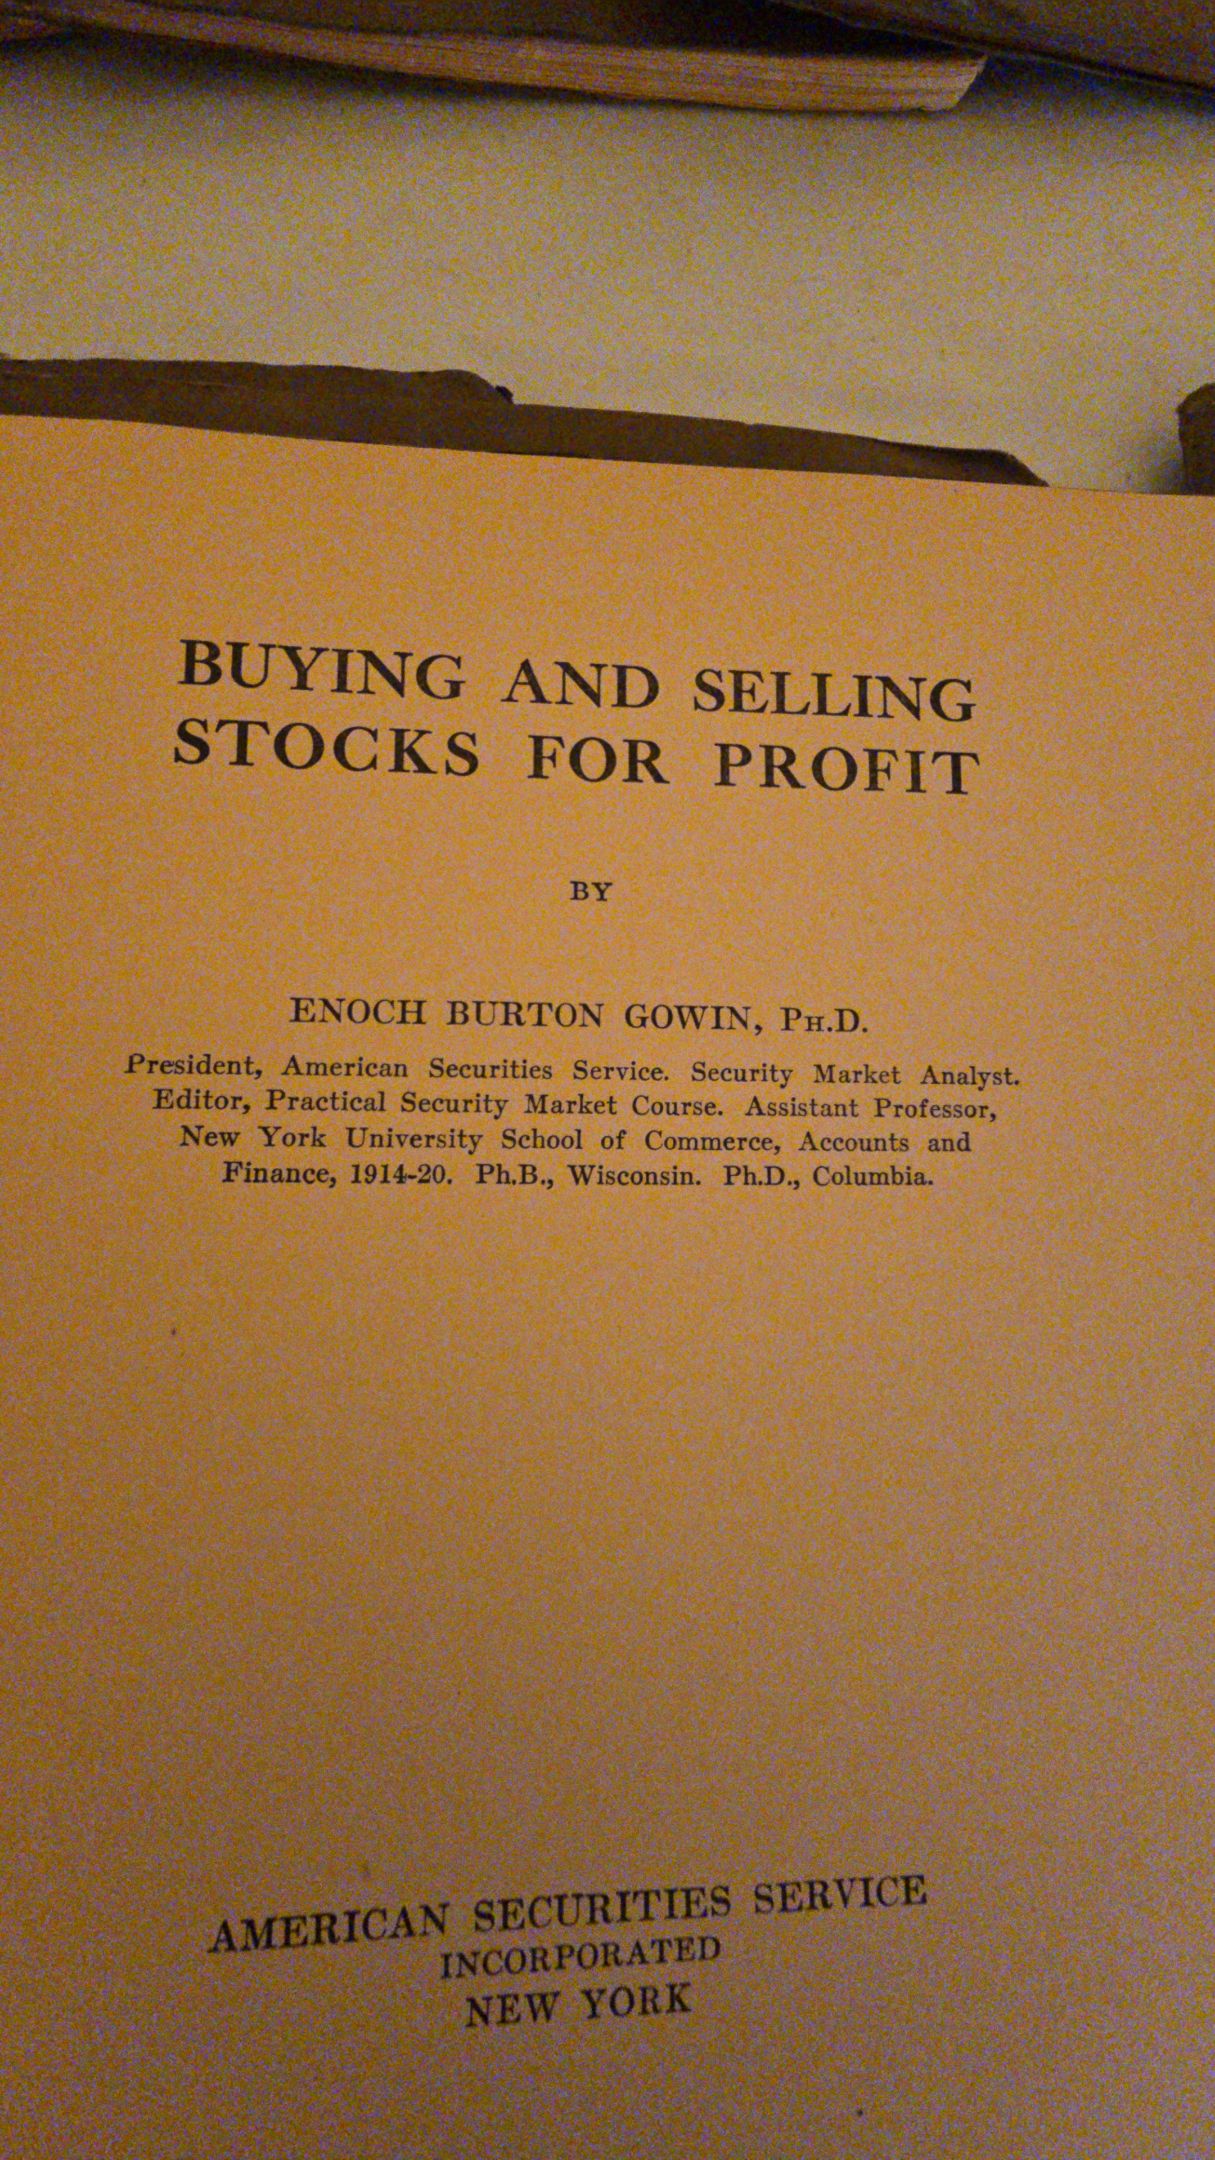 BUYING AND SELLING
STOCKS FOR PROFIT
BY
ENOCH BURTON GOWIN, PH.D.
President, American Securities Service. Security Market Analyst.
Editor, Practical Security Market Course. Assistant Professor,
New York University School of Commerce, Accounts and
Finance, 1914-20. Ph.B., Wisconsin. Ph.D., Columbia.
AMERICAN SECURITIES SERVICE
INCORPORATED
NEW YORK